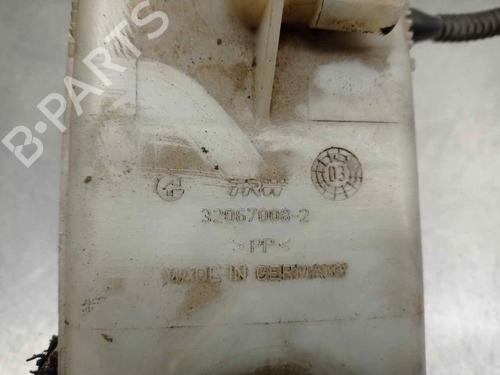 B-PARTS
03
TRW
32067008-2
>PP<
MADE IN GERMANY